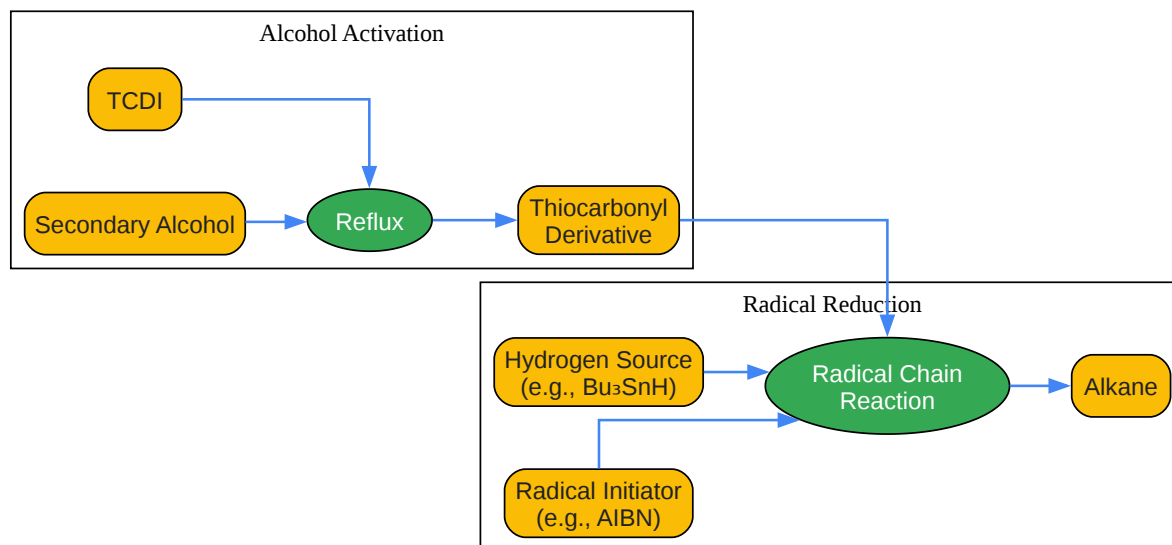 Alcohol Activation
TCDI
Secondary Alcohol
Reflux
Thiocarbonyl
Derivative
Radical Reduction
Hydrogen Source
(e.g., Bu₃SnH)
Radical Chain
Reaction
Alkane
Radical Initiator
(e.g., AIBN)